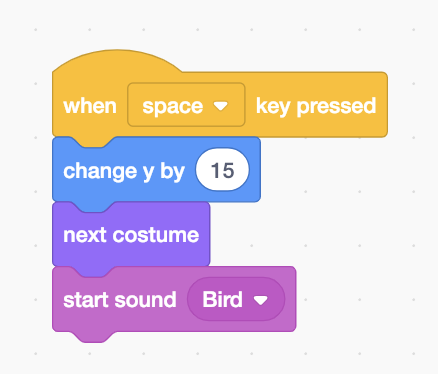 when space key pressed
change y by 15
next costume
start sound Bird